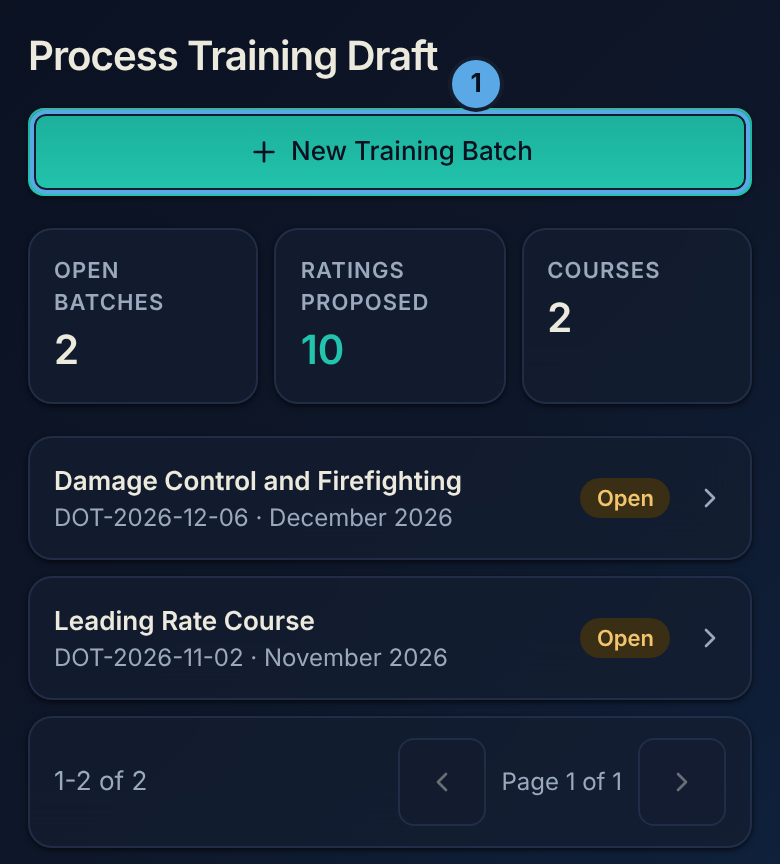 Process Training Draft
1
+ New Training Batch
OPEN
BATCHES
2
RATINGS
PROPOSED
10
COURSES
2
Damage Control and Firefighting
DOT-2026-12-06 · December 2026
Open
Leading Rate Course
DOT-2026-11-02 · November 2026
Open
1-2 of 2
Page 1 of 1